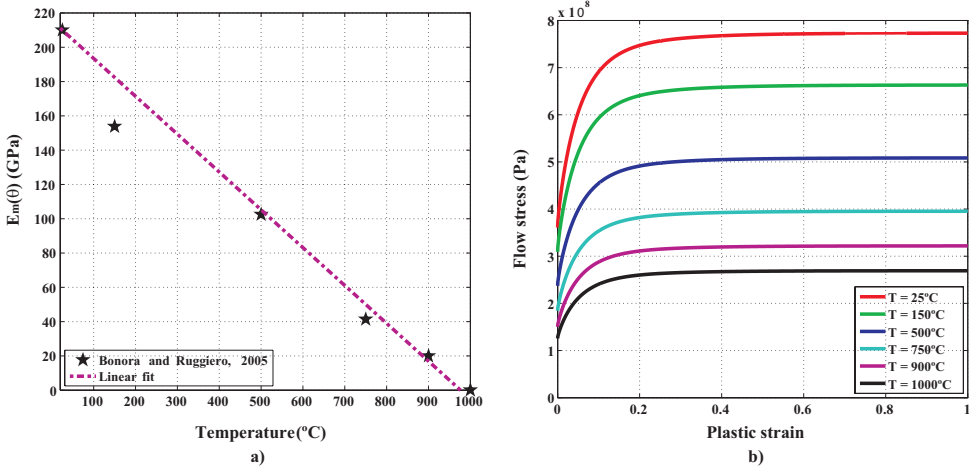 220
200
180
160
140
120
100
80
60
40
20
0
Em(θ) (GPa)
Bonora and Ruggiero, 2005
Linear fit
100 200 300 400 500 600 700 800 900 1000
Temperature(ºC)
a)
x 10⁸
8
7
6
5
4
3
2
1
0
Flow stress (Pa)
T = 25ºC
T = 150ºC
T = 500ºC
T = 750ºC
T = 900ºC
T = 1000ºC
0 0.2 0.4 0.6 0.8 1
Plastic strain
b)